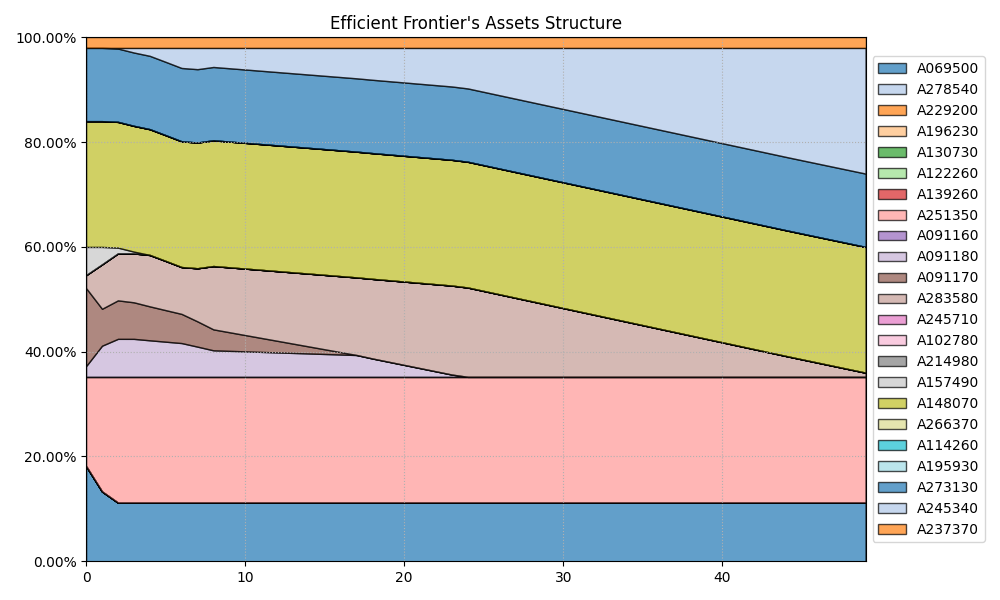 Efficient Frontier's Assets Structure
100.00%
80.00%
60.00%
40.00%
20.00%
0.00%
0
10
20
30
40
A069500
A278540
A229200
A196230
A130730
A122260
A139260
A251350
A091160
A091180
A091170
A283580
A245710
A102780
A214980
A157490
A148070
A266370
A114260
A195930
A273130
A245340
A237370